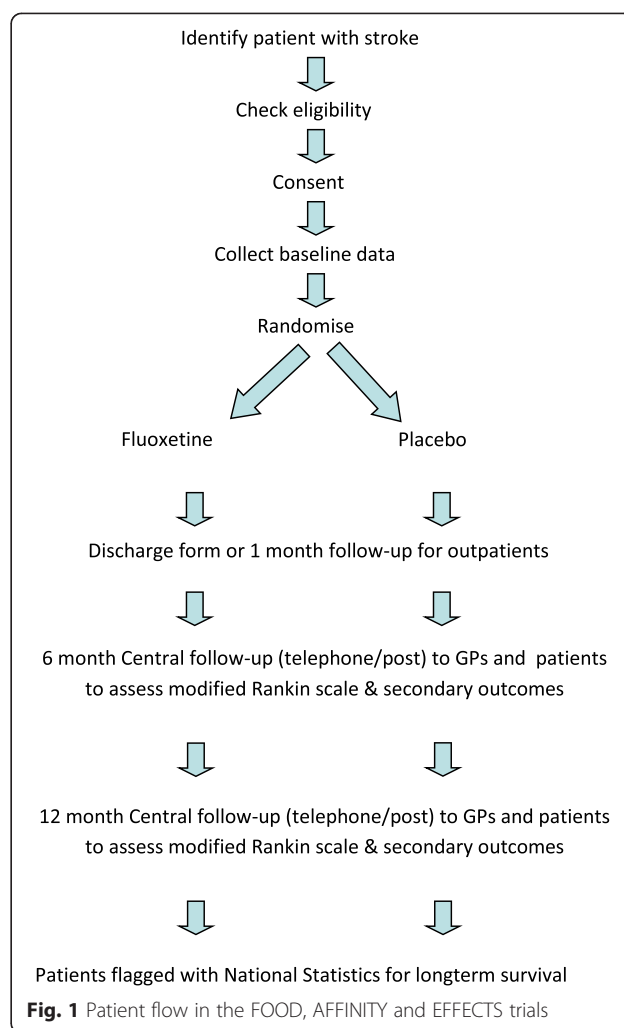 Identify patient with stroke
Check eligibility
Consent
Collect baseline data
Randomise
Fluoxetine
Placebo
Discharge form or 1 month follow-up for outpatients
6 month Central follow-up (telephone/post) to GPs and patients
to assess modified Rankin scale & secondary outcomes
12 month Central follow-up (telephone/post) to GPs and patients
to assess modified Rankin scale & secondary outcomes
Patients flagged with National Statistics for longterm survival
Fig. 1 Patient flow in the FOOD, AFFINITY and EFFECTS trials